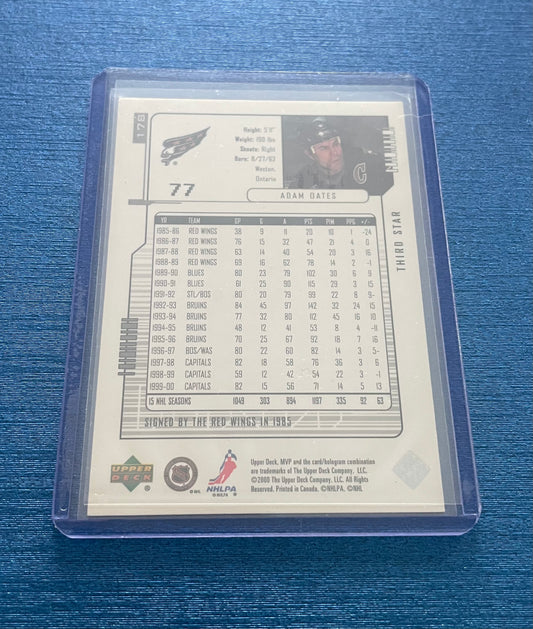 178
Height: 5'11"
Weight: 190 lbs
Shoots: Right
Born: 8/27/62
Weston,
Ontario
C
77
ADAM OATES
THIRD STAR
YR TEAM GP G A PTS PIM PPG +/-
1985-86 RED WINGS 38 9 11 20 10 1 -24
1986-87 RED WINGS 76 15 32 47 21 4 0
1987-88 RED WINGS 63 14 40 54 20 3 16
1988-89 RED WINGS 69 16 62 78 14 2 -1
1989-90 BLUES 80 23 79 102 30 6 9
1990-91 BLUES 61 25 90 115 29 3 15
1991-92 STL/BOS 80 20 79 99 22 8 9-
1992-93 BRUINS 84 45 97 142 32 24 15
1993-94 BRUINS 77 32 80 112 45 16 10
1994-95 BRUINS 48 12 41 53 8 4 -11
1995-96 BRUINS 70 25 67 92 18 7 16
1996-97 BOS/WAS 80 22 60 82 14 3 5-
1997-98 CAPITALS 82 18 58 76 36 3 6
1998-99 CAPITALS 59 12 42 54 22 3 -1
1999-00 CAPITALS 82 15 56 71 14 5 13
15 NHL SEASONS 1049 303 894 1197 335 92 63
SIGNED BY THE RED WINGS IN 1985
UPPER DECK
NHL
NHLPA
Upper Deck, MVP and the card/hologram combination
are trademarks of The Upper Deck Company, LLC.
©2000 The Upper Deck Company, LLC. All Rights
Reserved. Printed in Canada. ©NHLPA. ©NHL